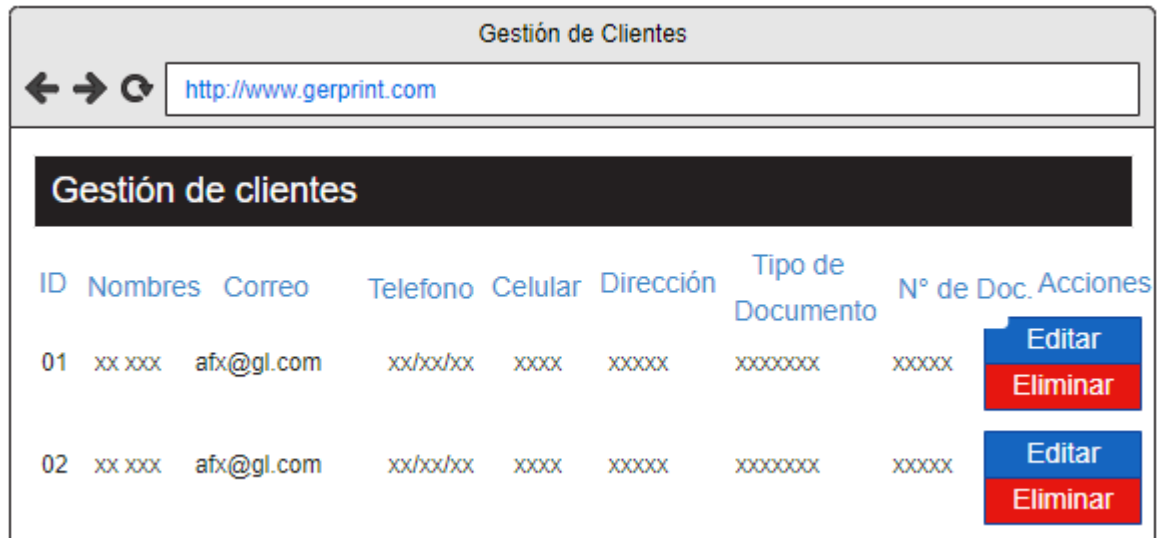 Gestión de Clientes
http://www.gerprint.com
Gestión de clientes
ID Nombres Correo Telefono Celular Dirección Tipo de Documento N° de Doc. Acciones
01 xx xxx afx@gl.com xx/xx/xx xxxx xxxxx xxxxxxx xxxxx Editar
Eliminar
02 xx xxx afx@gl.com xx/xx/xx xxxx xxxxx xxxxxxx xxxxx Editar
Eliminar